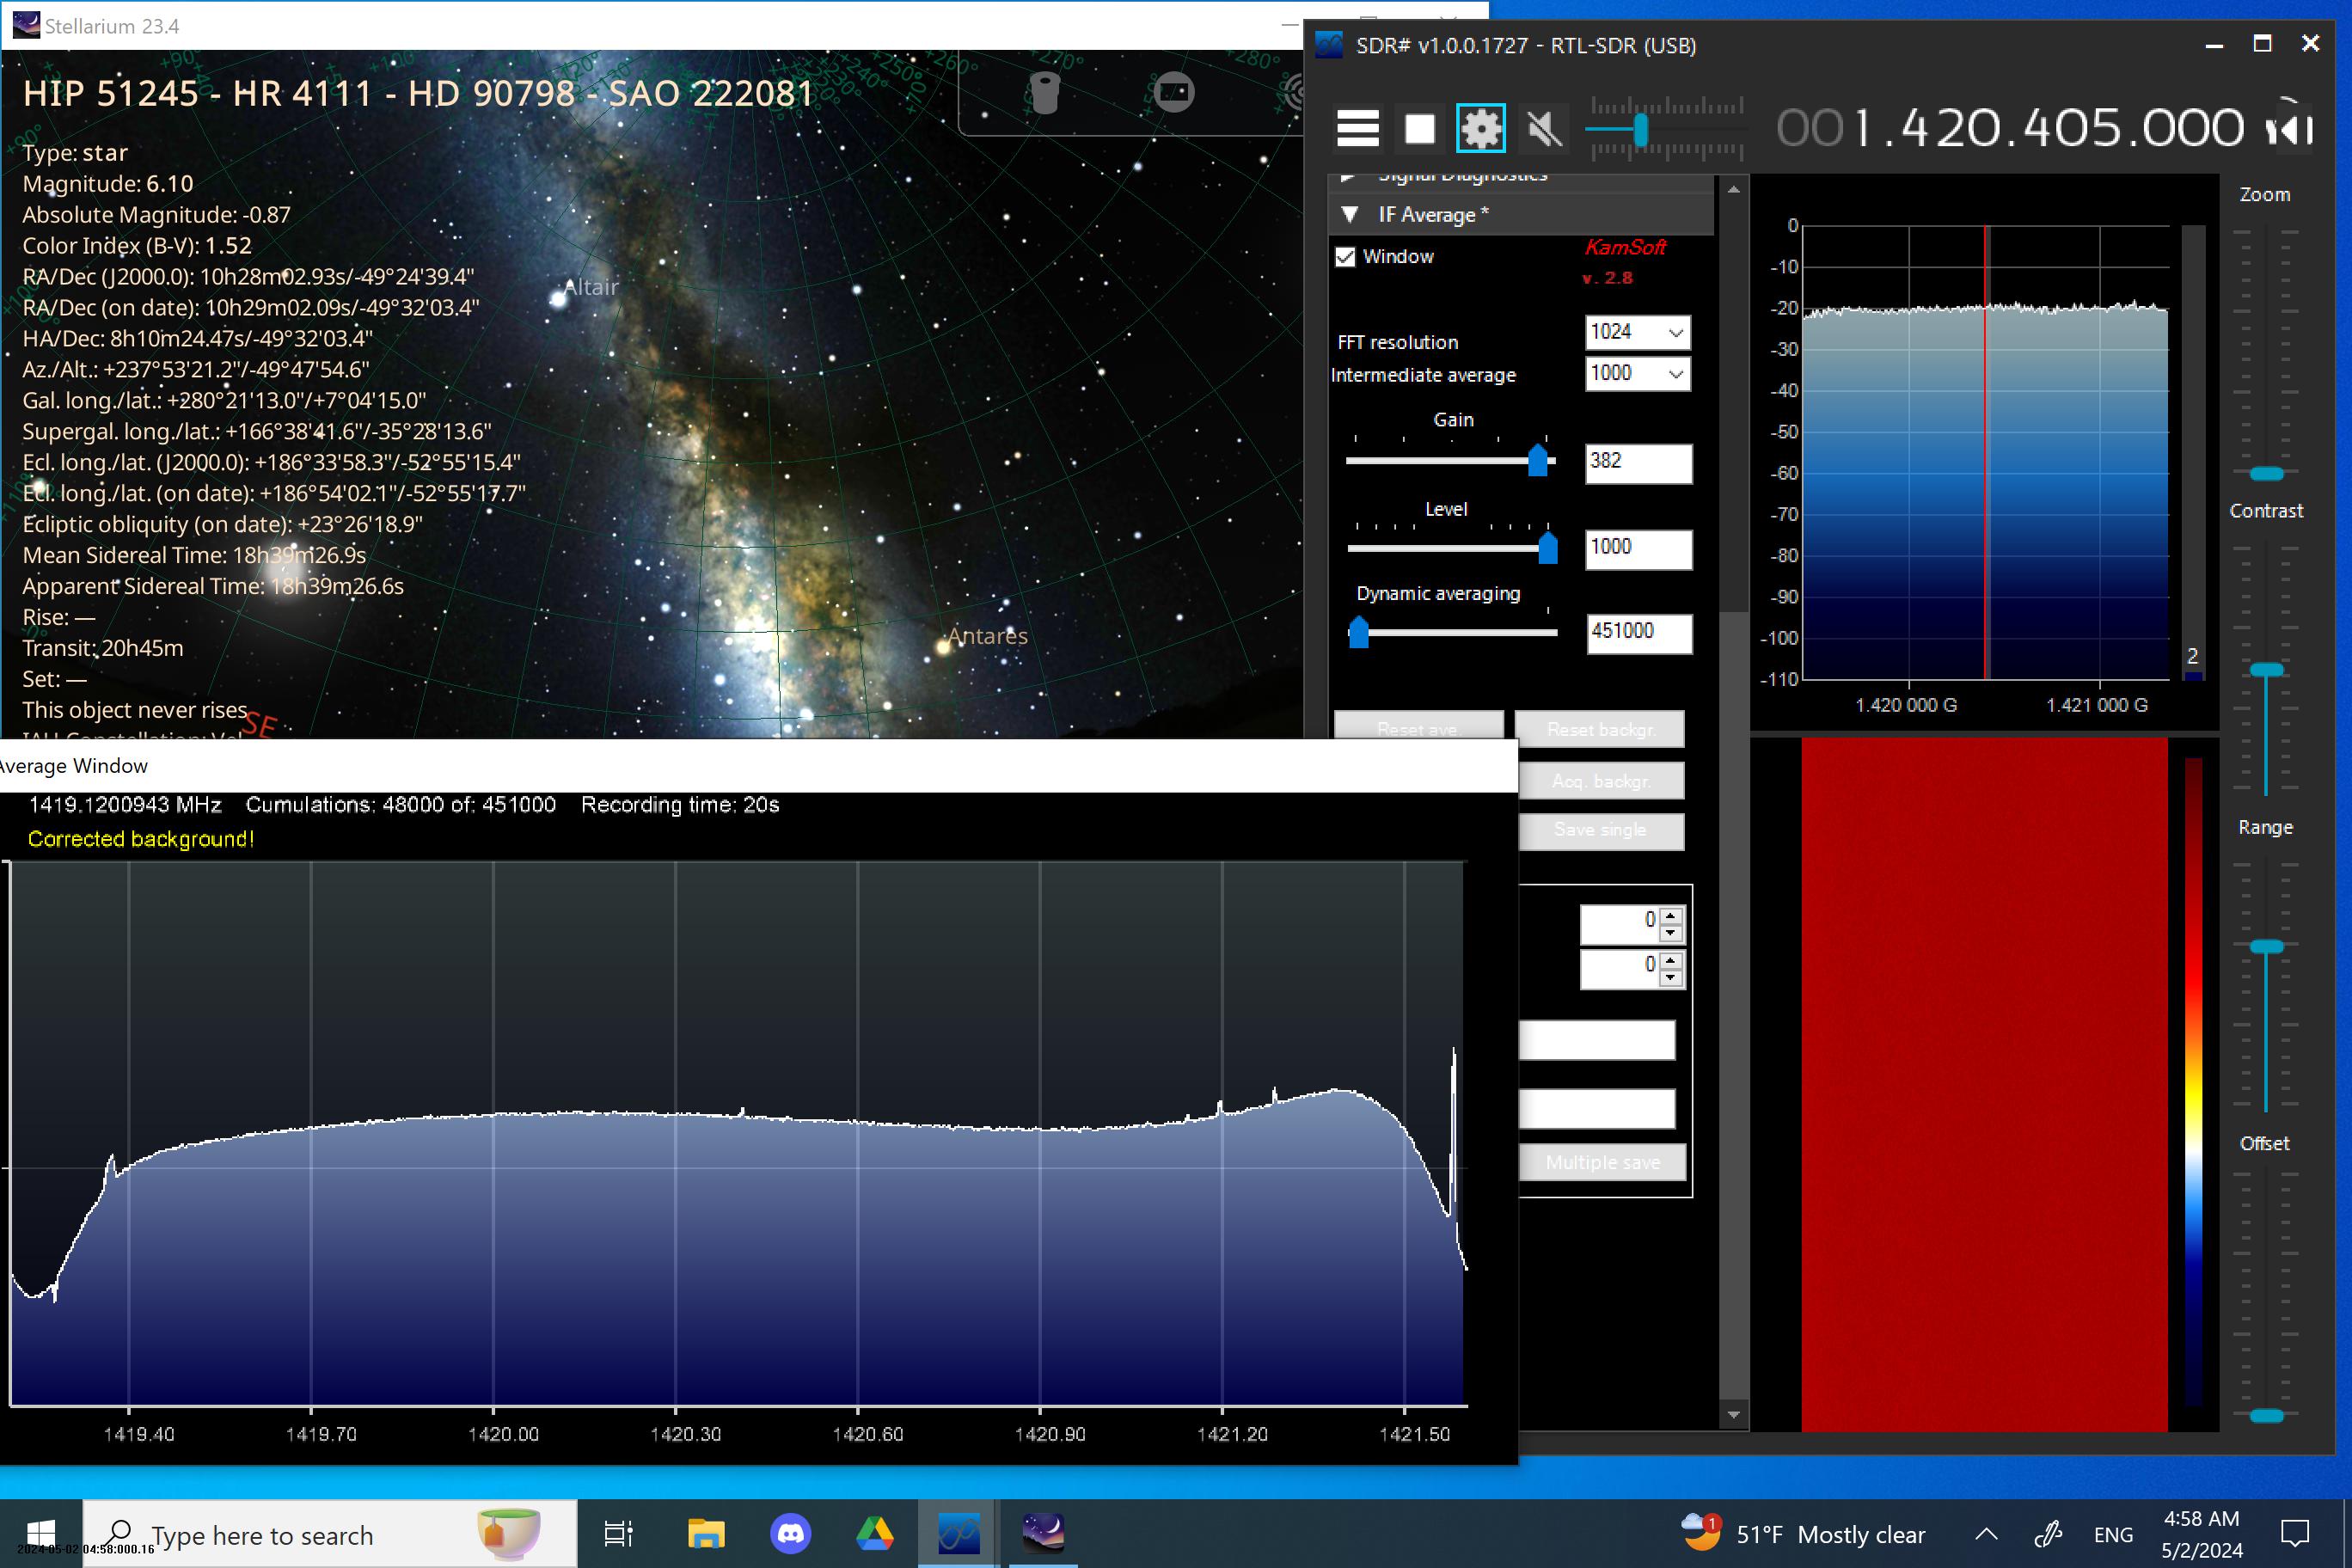 Stellarium 23.4
HIP 51245 - HR 4111 - HD 90798 - SAO 222081
Type: star
Magnitude: 6.10
Absolute Magnitude: -0.87
Color Index (B-V): 1.52
RA/Dec (J2000.0): 10h28m02.93s/-49°24'39.4"
RA/Dec (on date): 10h29m02.09s/-49°32'03.4"
HA/Dec: 8h10m24.47s/-49°32'03.4"
Az./Alt.: +237°53'21.2"/-49°47'54.6"
Gal. long./lat.: +280°21'13.0"/+7°04'15.0"
Supergal. long./lat.: +166°38'41.6"/-35°28'13.6"
Ecl. long./lat. (J2000.0): +186°33'58.3"/-52°55'15.4"
Ecl. long./lat. (on date): +186°54'02.1"/-52°55'17.7"
Ecliptic obliquity (on date): +23°26'18.9"
Mean Sidereal Time: 18h39m26.9s
Apparent Sidereal Time: 18h39m26.6s
Rise: —
Transit: 20h45m
Set: —
This object never rises
Altair
Antares
SE
+260°
+270°
+280°
SDR# v1.0.0.1727 - RTL-SDR (USB)
001.420.405.000
Signal Diagnostics
IF Average *
Window
KamSoft
v. 2.8
FFT resolution
1024
Intermediate average
1000
Gain
382
Level
1000
Dynamic averaging
451000
Reset ave.
Reset backgr.
Acq. backgr.
Save single
0
0
Multiple save
0
-10
-20
-30
-40
-50
-60
-70
-80
-90
-100
-110
1.420 000 G
1.421 000 G
2
Zoom
Contrast
Range
Offset
Average Window
1419.1200943 MHz Cumulations: 48000 of: 451000 Recording time: 20s
Corrected background!
1419.40
1419.70
1420.00
1420.30
1420.60
1420.90
1421.20
1421.50
Type here to search
2024-05-02 04:58:000.16
1
51°F Mostly clear
ENG
4:58 AM
5/2/2024